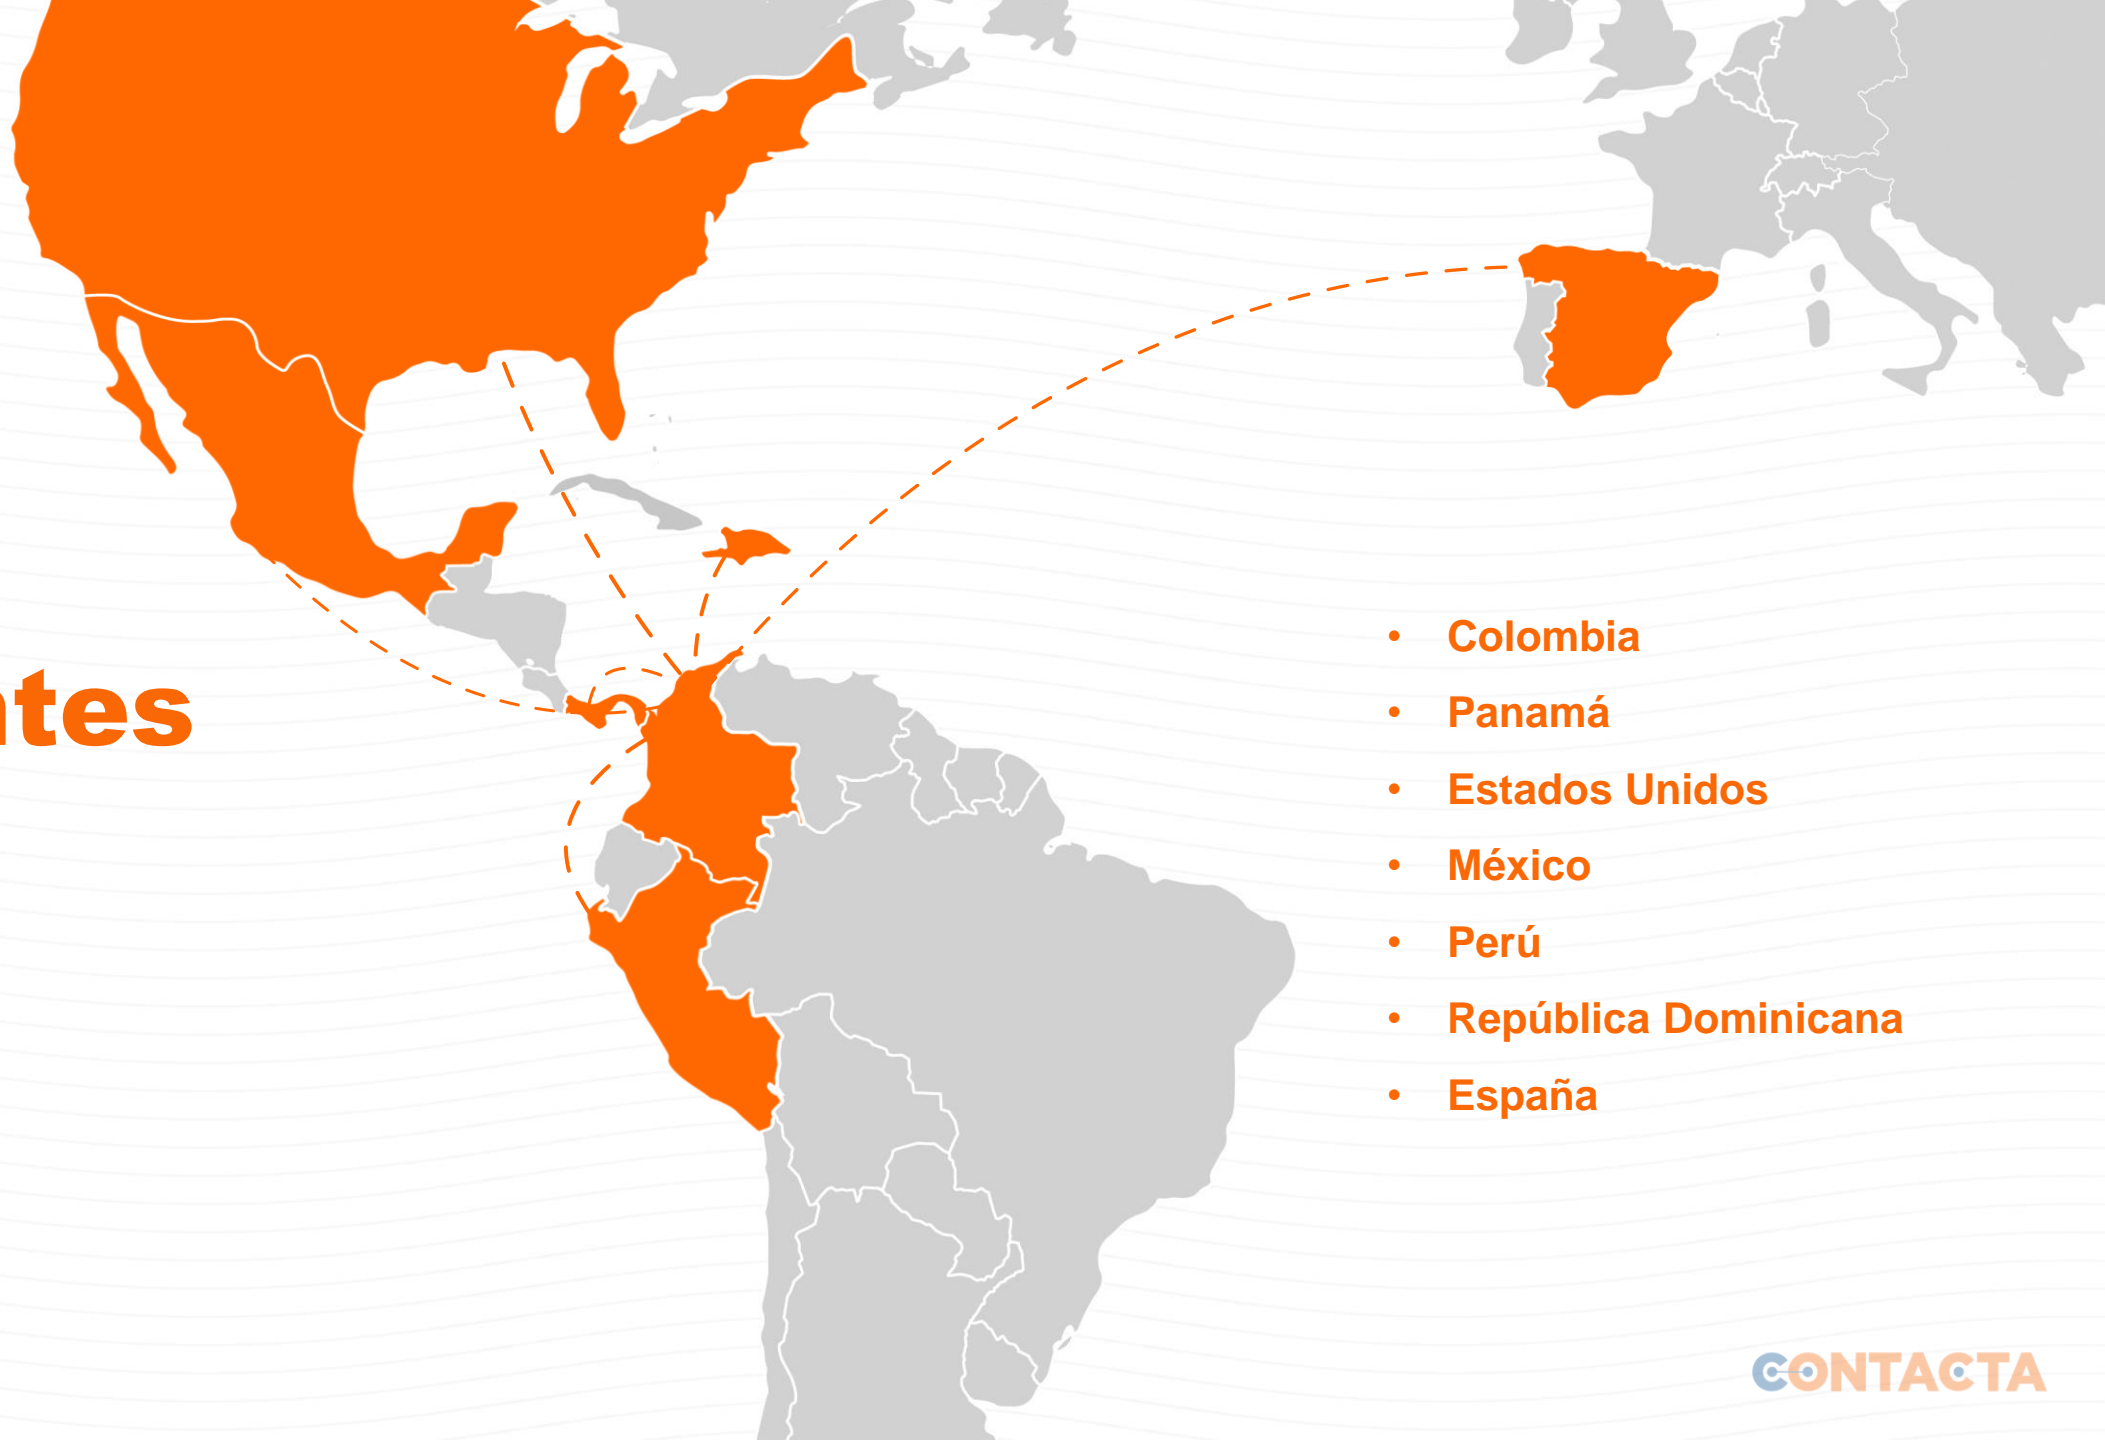 ntes
• Colombia
• Panamá
• Estados Unidos
• México
• Perú
• República Dominicana
• España
CONTACTA